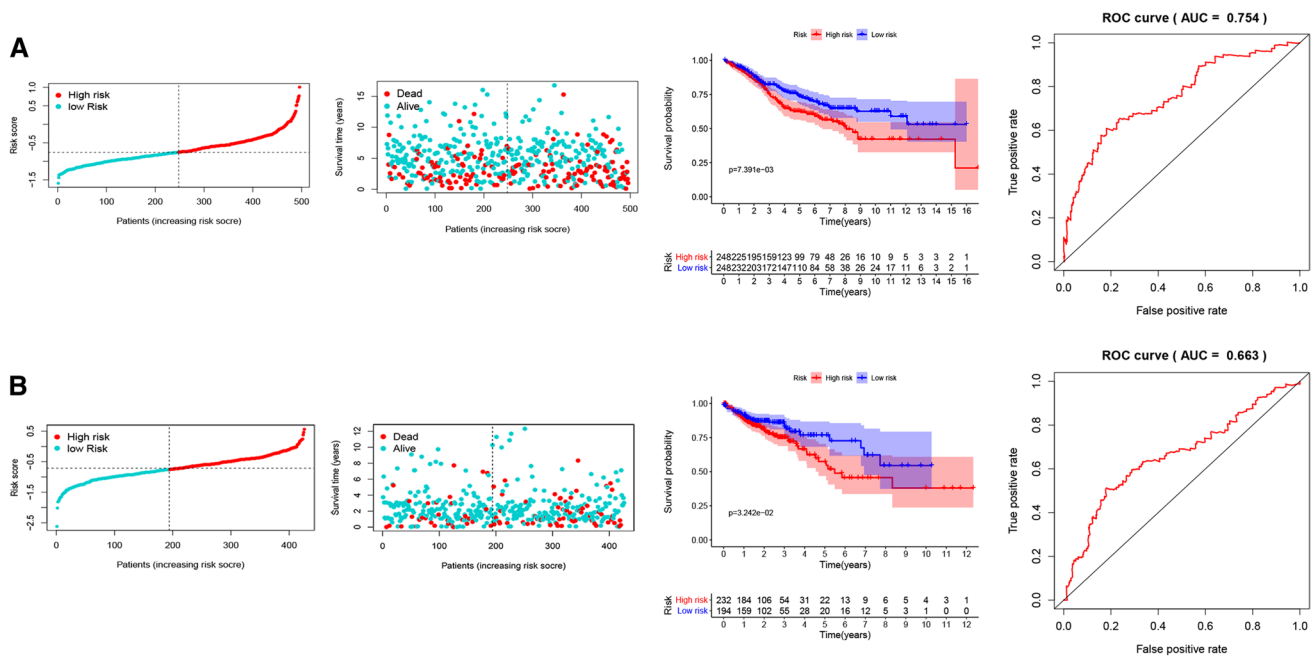 A
High risk
low Risk
Risk score
1.0
0.5
−0.5
−1.5
0 100 200 300 400 500
Patients (increasing risk socre)
Dead
Alive
Survival time (years)
15
10
5
0
0 100 200 300 400 500
Patients (increasing risk socre)
Risk High risk Low risk
Survival probability
1.00
0.75
0.50
0.25
0.00
p=7.391e−03
0 1 2 3 4 5 6 7 8 9 10 11 12 13 14 15 16
Time(years)
Risk
High risk 248 225 195 159 123 99 79 48 26 16 10 9 5 3 3 2 1
Low risk 248 232 203 172 147 110 84 58 38 26 24 17 11 6 3 2 1
0 1 2 3 4 5 6 7 8 9 10 11 12 13 14 15 16
Time(years)
ROC curve ( AUC = 0.754 )
True positive rate
1.0
0.8
0.6
0.4
0.2
0.0
0.0 0.2 0.4 0.6 0.8 1.0
False positive rate
B
High risk
low Risk
Risk score
0.5
−0.5
−1.5
−2.5
0 100 200 300 400
Patients (increasing risk socre)
Dead
Alive
Survival time (years)
12
10
8
6
4
2
0
0 100 200 300 400
Patients (increasing risk socre)
Risk High risk Low risk
Survival probability
1.00
0.75
0.50
0.25
0.00
p=3.242e−02
0 1 2 3 4 5 6 7 8 9 10 11 12
Time(years)
Risk
High risk 232 184 106 54 31 22 13 9 6 5 4 3 1
Low risk 194 159 102 55 28 20 16 12 5 3 1 0 0
0 1 2 3 4 5 6 7 8 9 10 11 12
Time(years)
ROC curve ( AUC = 0.663 )
True positive rate
1.0
0.8
0.6
0.4
0.2
0.0
0.0 0.2 0.4 0.6 0.8 1.0
False positive rate